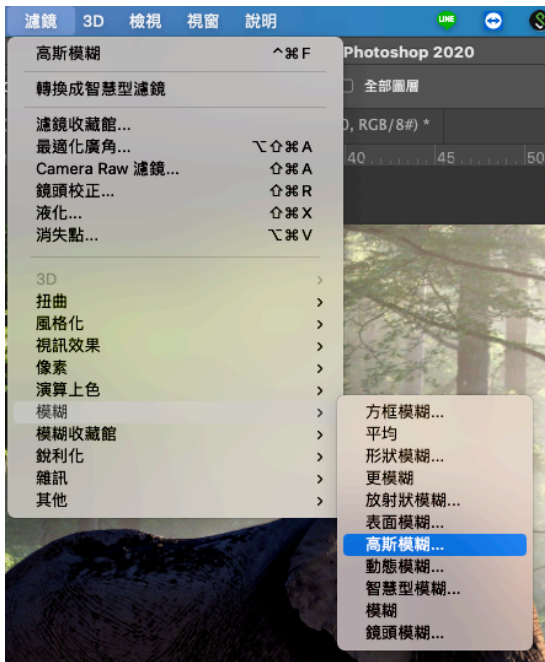 濾鏡 3D 檢視 視窗 說明 LINE
高斯模糊 ^⌘F
Photoshop 2020
轉換成智慧型濾鏡
全部圖層
濾鏡收藏館...
0, RGB/8#) *
最適化廣角... ⌥⇧⌘A
40 45 50
Camera Raw 濾鏡... ⇧⌘A
鏡頭校正... ⇧⌘R
液化... ⇧⌘X
消失點... ⌥⌘V
3D >
扭曲 >
風格化 >
視訊效果 >
像素 >
演算上色 >
模糊 >
模糊收藏館 >
銳利化 >
雜訊 >
其他 >
方框模糊...
平均
形狀模糊...
更模糊
放射狀模糊...
表面模糊...
高斯模糊...
動態模糊...
智慧型模糊...
模糊
鏡頭模糊...